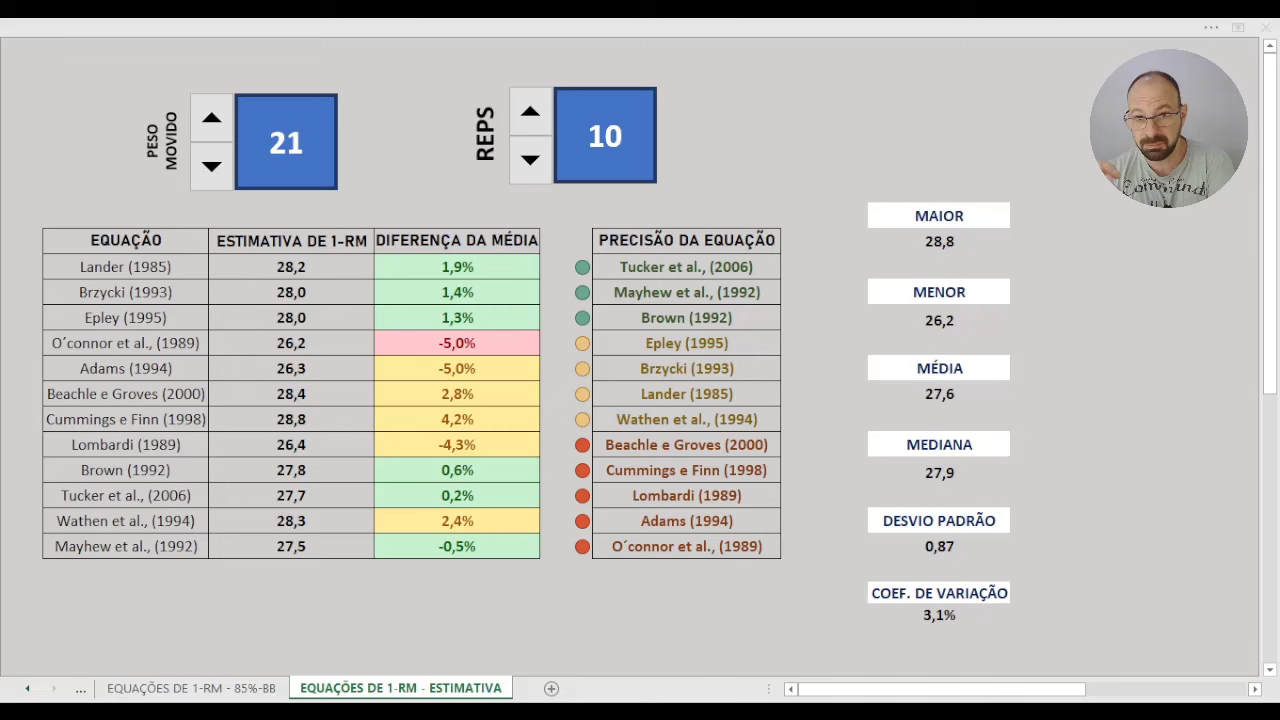 PESO
MOVIDO
21
REPS
10
EQUAÇÃO ESTIMATIVA DE 1-RM DIFERENÇA DA MÉDIA
Lander (1985) 28,2 1,9%
Brzycki (1993) 28,0 1,4%
Epley (1995) 28,0 1,3%
O´connor et al., (1989) 26,2 -5,0%
Adams (1994) 26,3 -5,0%
Beachle e Groves (2000) 28,4 2,8%
Cummings e Finn (1998) 28,8 4,2%
Lombardi (1989) 26,4 -4,3%
Brown (1992) 27,8 0,6%
Tucker et al., (2006) 27,7 0,2%
Wathen et al., (1994) 28,3 2,4%
Mayhew et al., (1992) 27,5 -0,5%
PRECISÃO DA EQUAÇÃO
Tucker et al., (2006)
Mayhew et al., (1992)
Brown (1992)
Epley (1995)
Brzycki (1993)
Lander (1985)
Wathen et al., (1994)
Beachle e Groves (2000)
Cummings e Finn (1998)
Lombardi (1989)
Adams (1994)
O´connor et al., (1989)
MAIOR
28,8
MENOR
26,2
MÉDIA
27,6
MEDIANA
27,9
DESVIO PADRÃO
0,87
COEF. DE VARIAÇÃO
3,1%
... EQUAÇÕES DE 1-RM - 85%-BB EQUAÇÕES DE 1-RM - ESTIMATIVA